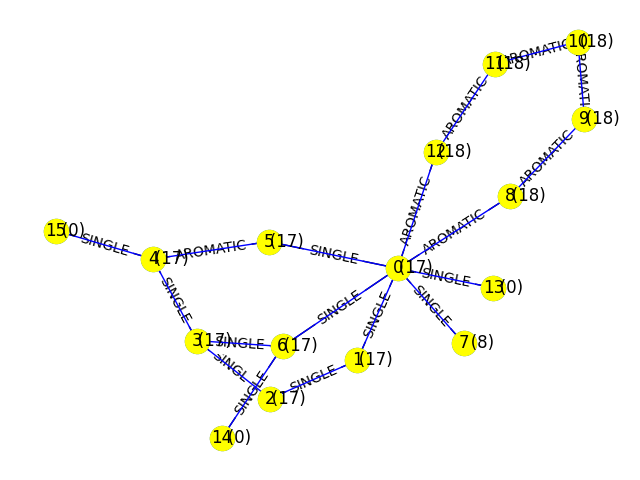 10(18)
AROMATIC
11(18)
AROMATIC
9(18)
AROMATIC
AROMATIC
12(18)
8(18)
AROMATIC
AROMATIC
15(0)
SINGLE
5(17)
AROMATIC
SINGLE
4(17)
0(17)
SINGLE
13(0)
SINGLE
SINGLE
SINGLE
SINGLE
3(17)
SINGLE
6(17)
7(8)
1(17)
SINGLE
SINGLE
2(17)
SINGLE
14(0)